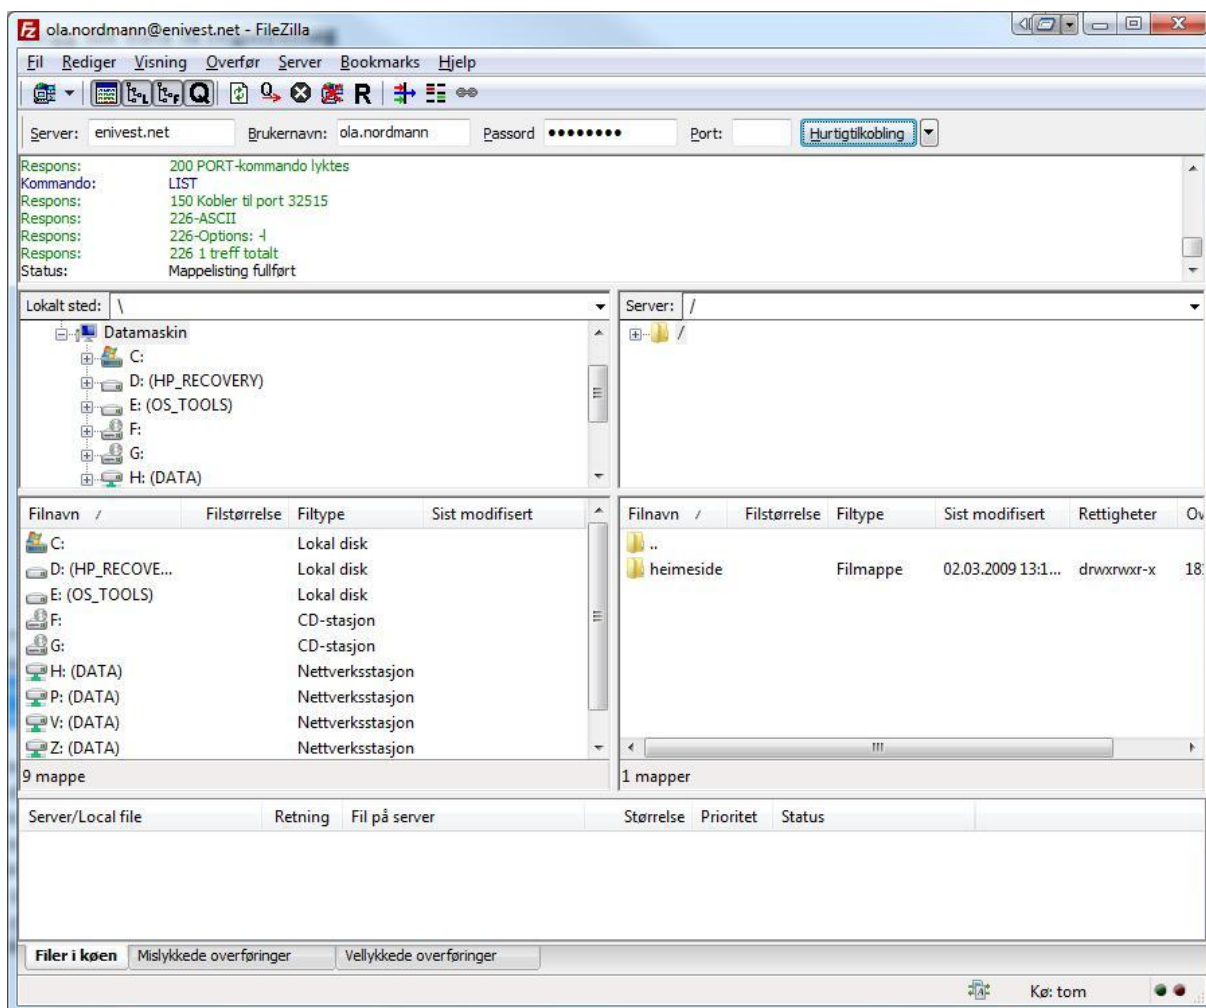 ola.nordmann@enivest.net - FileZilla
Fil Rediger Visning Overfør Server Bookmarks Hjelp
Server: enivest.net Brukernavn: ola.nordmann Passord ●●●●●●●● Port: Hurtigtilkobling
Respons: 200 PORT-kommando lyktes
Kommando: LIST
Respons: 150 Kobler til port 32515
Respons: 226-ASCII
Respons: 226-Options: -l
Respons: 226 1 treff totalt
Status: Mappelisting fullført
Lokalt sted: \
Datamaskin
C:
D: (HP_RECOVERY)
E: (OS_TOOLS)
F:
G:
H: (DATA)
Server: /
/
Filnavn / Filstørrelse Filtype Sist modifisert
C: Lokal disk
D: (HP_RECOVE... Lokal disk
E: (OS_TOOLS) Lokal disk
F: CD-stasjon
G: CD-stasjon
H: (DATA) Nettverksstasjon
P: (DATA) Nettverksstasjon
V: (DATA) Nettverksstasjon
Z: (DATA) Nettverksstasjon
9 mappe
Filnavn / Filstørrelse Filtype Sist modifisert Rettigheter
..
heimeside Filmappe 02.03.2009 13:1... drwxrwxr-x
1 mapper
Server/Local file Retning Fil på server Størrelse Prioritet Status
Filer i køen Mislykkede overføringer Vellykkede overføringer
Kø: tom